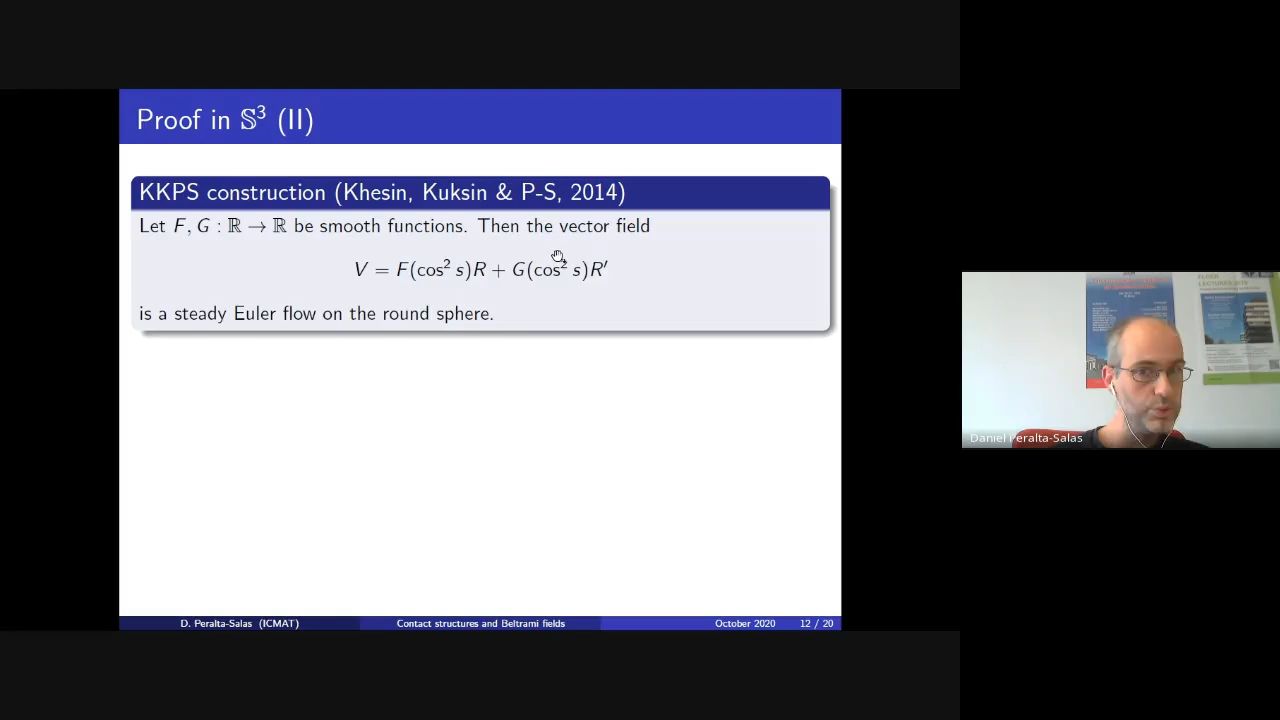 Proof in 𝕊³ (II)
KKPS construction (Khesin, Kuksin & P-S, 2014)
Let F, G : ℝ → ℝ be smooth functions. Then the vector field
V = F(cos² s)R + G(cos² s)R′
is a steady Euler flow on the round sphere.
D. Peralta-Salas (ICMAT) Contact structures and Beltrami fields October 2020 12 / 20
Daniel Peralta-Salas